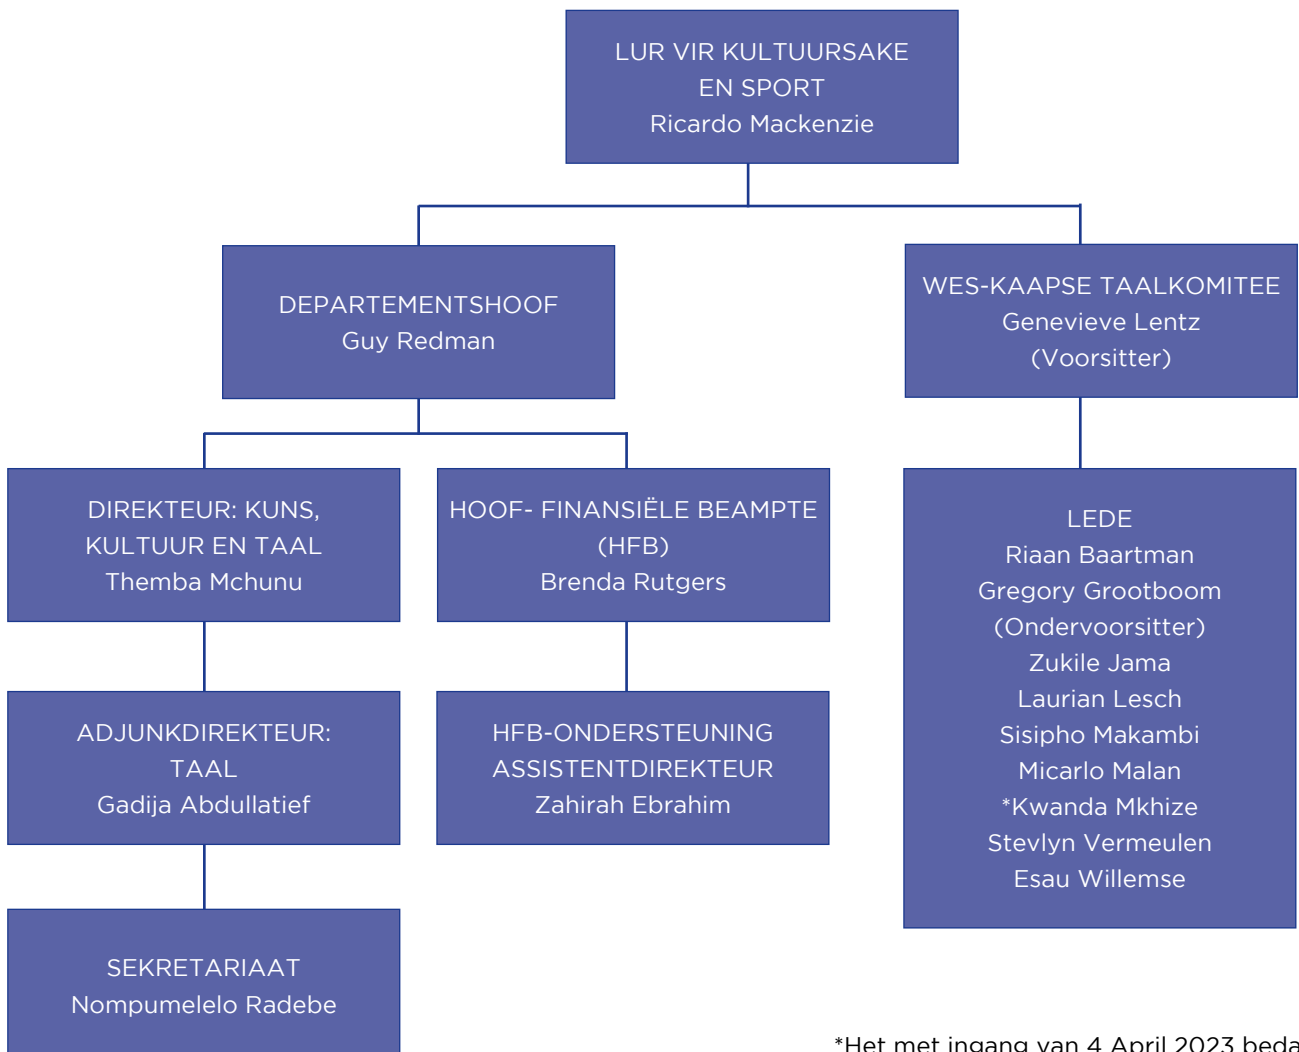 LUR VIR KULTUURSAKE
EN SPORT
Ricardo Mackenzie
DEPARTEMENTSHOOF
Guy Redman
WES-KAAPSE TAALKOMITEE
Genevieve Lentz
(Voorsitter)
DIREKTEUR: KUNS,
KULTUUR EN TAAL
Themba Mchunu
HOOF- FINANSIËLE BEAMPTE
(HFB)
Brenda Rutgers
LEDE
Riaan Baartman
Gregory Grootboom
(Ondervoorsitter)
Zukile Jama
Laurian Lesch
Sisipho Makambi
Micarlo Malan
*Kwanda Mkhize
Stevlyn Vermeulen
Esau Willemse
ADJUNKDIREKTEUR:
TAAL
Gadija Abdullatief
HFB-ONDERSTEUNING
ASSISTENTDIREKTEUR
Zahirah Ebrahim
SEKRETARIAAT
Nompumelelo Radebe
*Het met ingang van 4 April 2023 beda